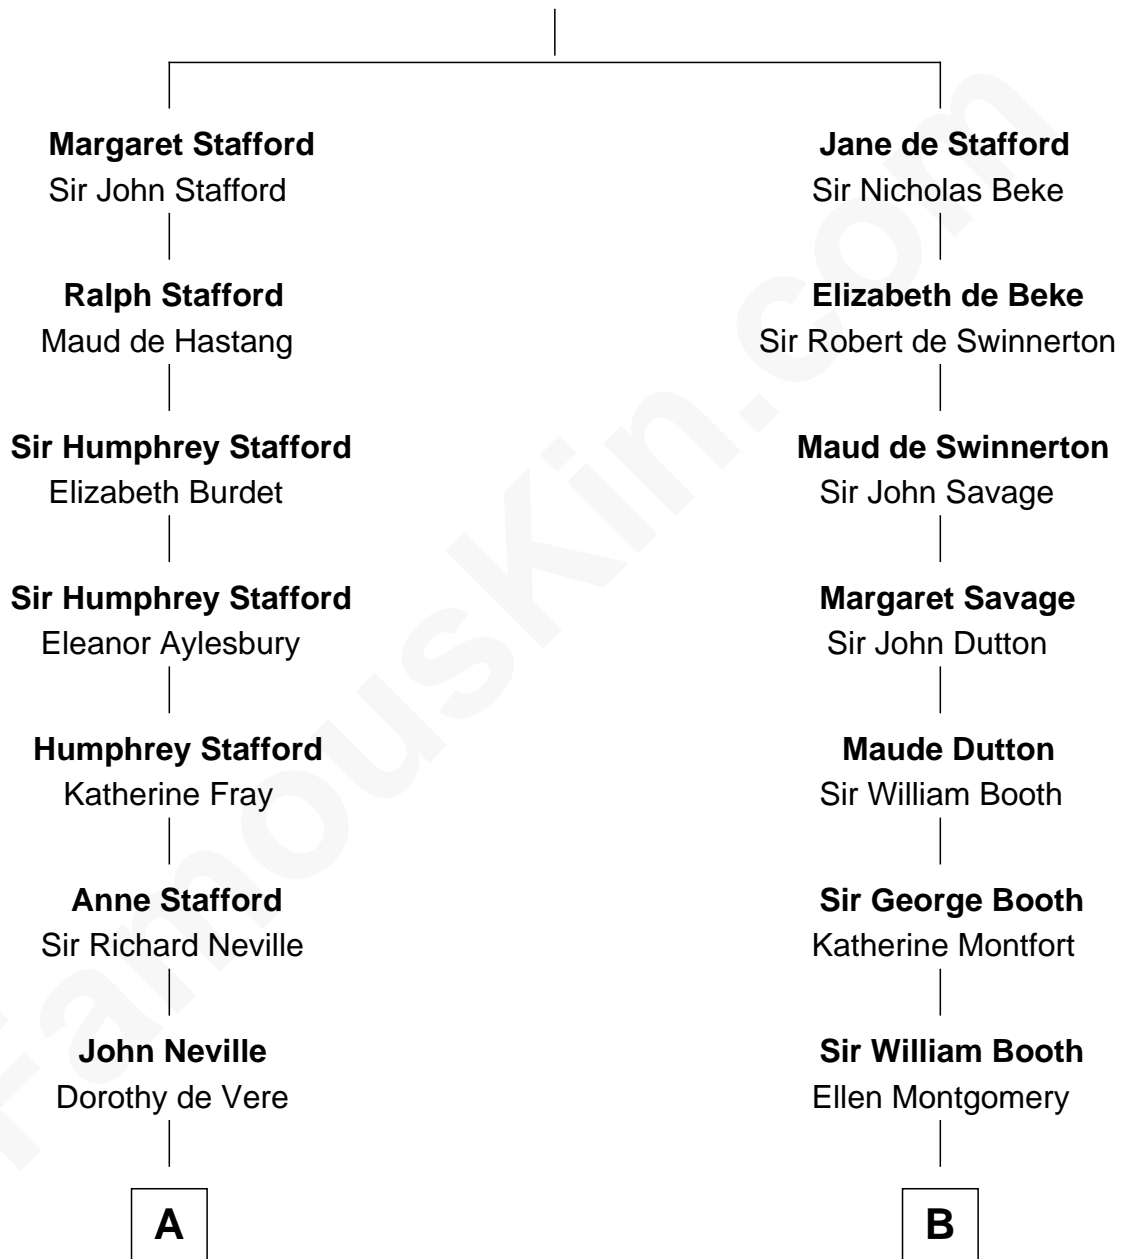 Margaret Stafford
Sir John Stafford
Ralph Stafford
Maud de Hastang
Sir Humphrey Stafford
Elizabeth Burdet
Sir Humphrey Stafford
Eleanor Aylesbury
Humphrey Stafford
Katherine Fray
Anne Stafford
Sir Richard Neville
John Neville
Dorothy de Vere
A
Jane de Stafford
Sir Nicholas Beke
Elizabeth de Beke
Sir Robert de Swinnerton
Maud de Swinnerton
Sir John Savage
Margaret Savage
Sir John Dutton
Maude Dutton
Sir William Booth
Sir George Booth
Katherine Montfort
Sir William Booth
Ellen Montgomery
B
FamousKin.com